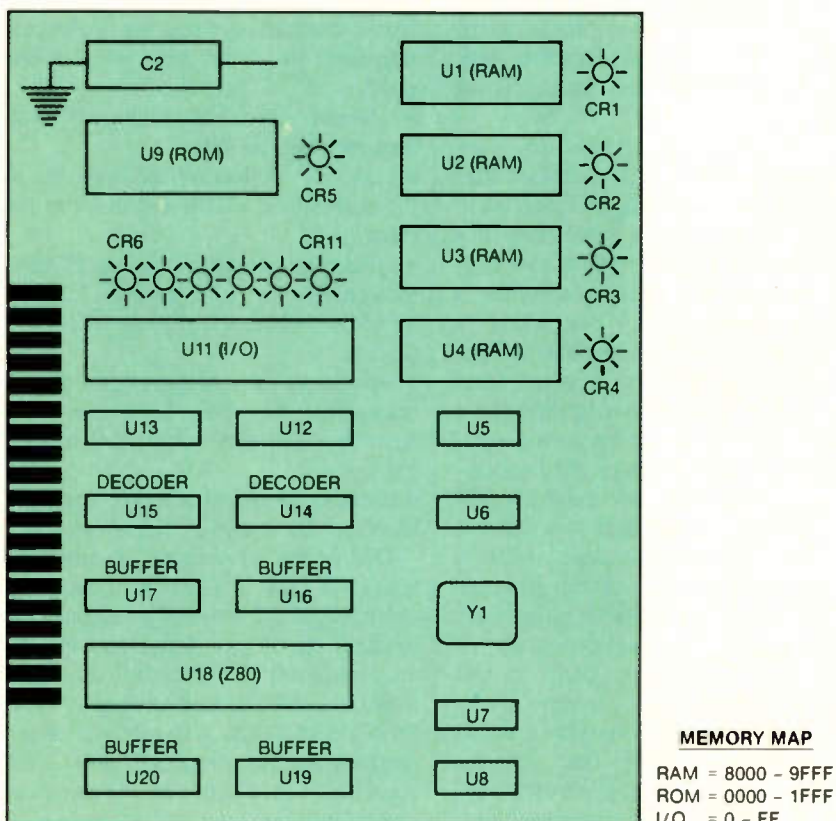 C2
U1 (RAM)
CR1
U9 (ROM)
CR5
U2 (RAM)
CR2
CR6
CR11
U3 (RAM)
CR3
U11 (I/O)
U4 (RAM)
CR4
U13
U12
U5
DECODER
DECODER
U15
U14
U6
BUFFER
BUFFER
U17
U16
Y1
U18 (Z80)
U7
BUFFER
BUFFER
U20
U19
U8
MEMORY MAP
RAM = 8000 - 9FFF
ROM = 0000 - 1FFF
I/O = 0 - FF